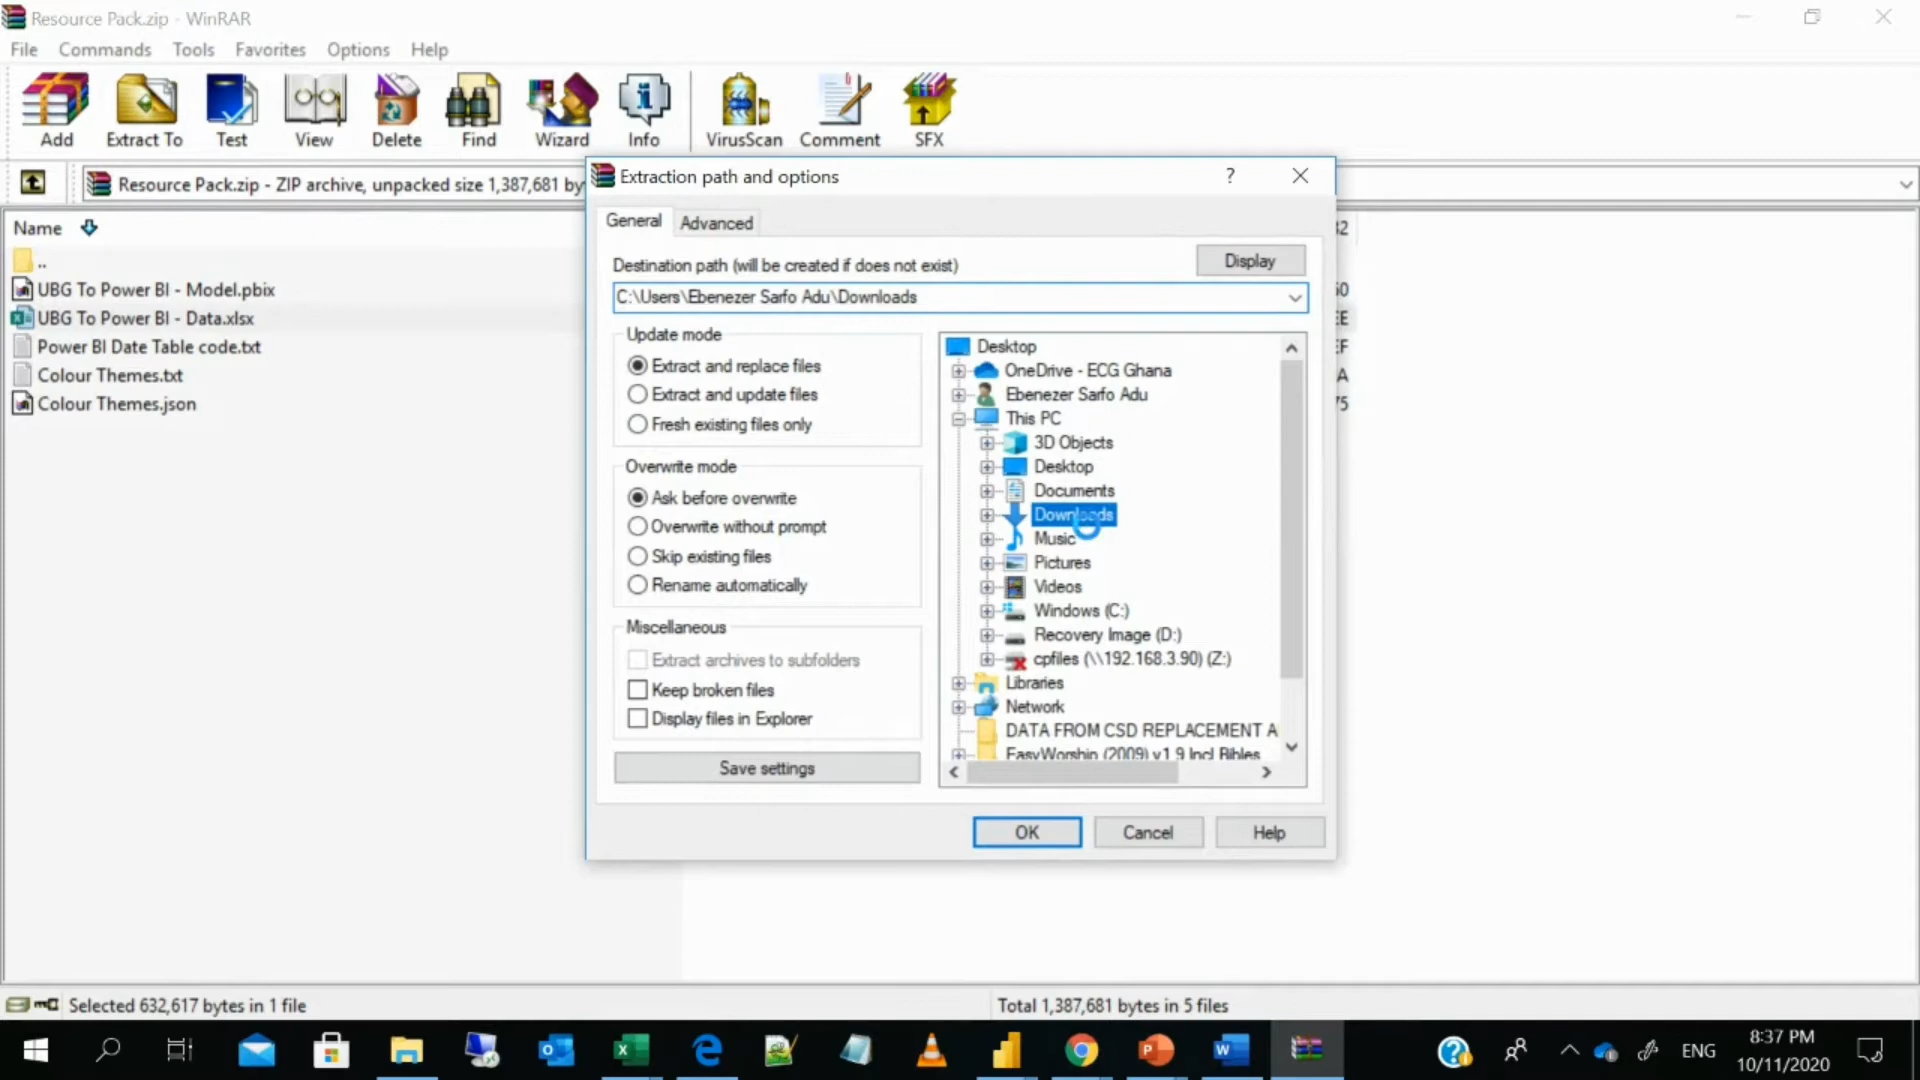 Resource Pack.zip - WinRAR
File Commands Tools Favorites Options Help
Add Extract To Test View Delete Find Wizard Info VirusScan Comment SFX
Resource Pack.zip - ZIP archive, unpacked size 1,387,681 by
Name
..
UBG To Power BI - Model.pbix
UBG To Power BI - Data.xlsx
Power BI Date Table code.txt
Colour Themes.txt
Colour Themes.json
Extraction path and options
?
General Advanced
Destination path (will be created if does not exist)
Display
C:\Users\Ebenezer Sarfo Adu\Downloads
Update mode
Extract and replace files
Extract and update files
Fresh existing files only
Overwrite mode
Ask before overwrite
Overwrite without prompt
Skip existing files
Rename automatically
Miscellaneous
Extract archives to subfolders
Keep broken files
Display files in Explorer
Save settings
Desktop
OneDrive - ECG Ghana
Ebenezer Sarfo Adu
This PC
3D Objects
Desktop
Documents
Downloads
Music
Pictures
Videos
Windows (C:)
Recovery Image (D:)
cpfiles (\\192.168.3.90) (Z:)
Libraries
Network
DATA FROM CSD REPLACEMENT A
EasyWorship (2009) v1.9 Incl Bibles
OK Cancel Help
Selected 632,617 bytes in 1 file
Total 1,387,681 bytes in 5 files
ENG
8:37 PM
10/11/2020